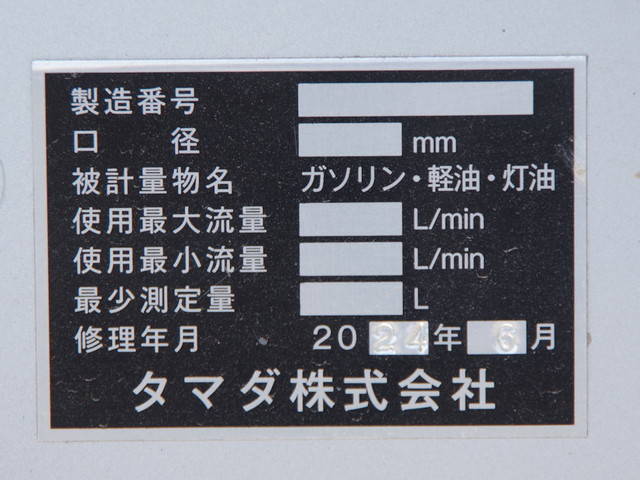 製造番号
口 径 mm
被計量物名 ガソリン・軽油・灯油
使用最大流量 L/min
使用最小流量 L/min
最少測定量 L
修理年月 2024年 6月
タマダ株式会社